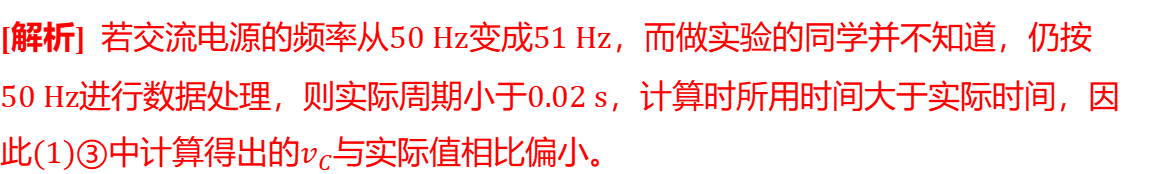 [解析] 若交流电源的频率从50 Hz变成51 Hz，而做实验的同学并不知道，仍按
50 Hz进行数据处理，则实际周期小于0.02 s，计算时所用时间大于实际时间，因
此(1)③中计算得出的v_C与实际值相比偏小。